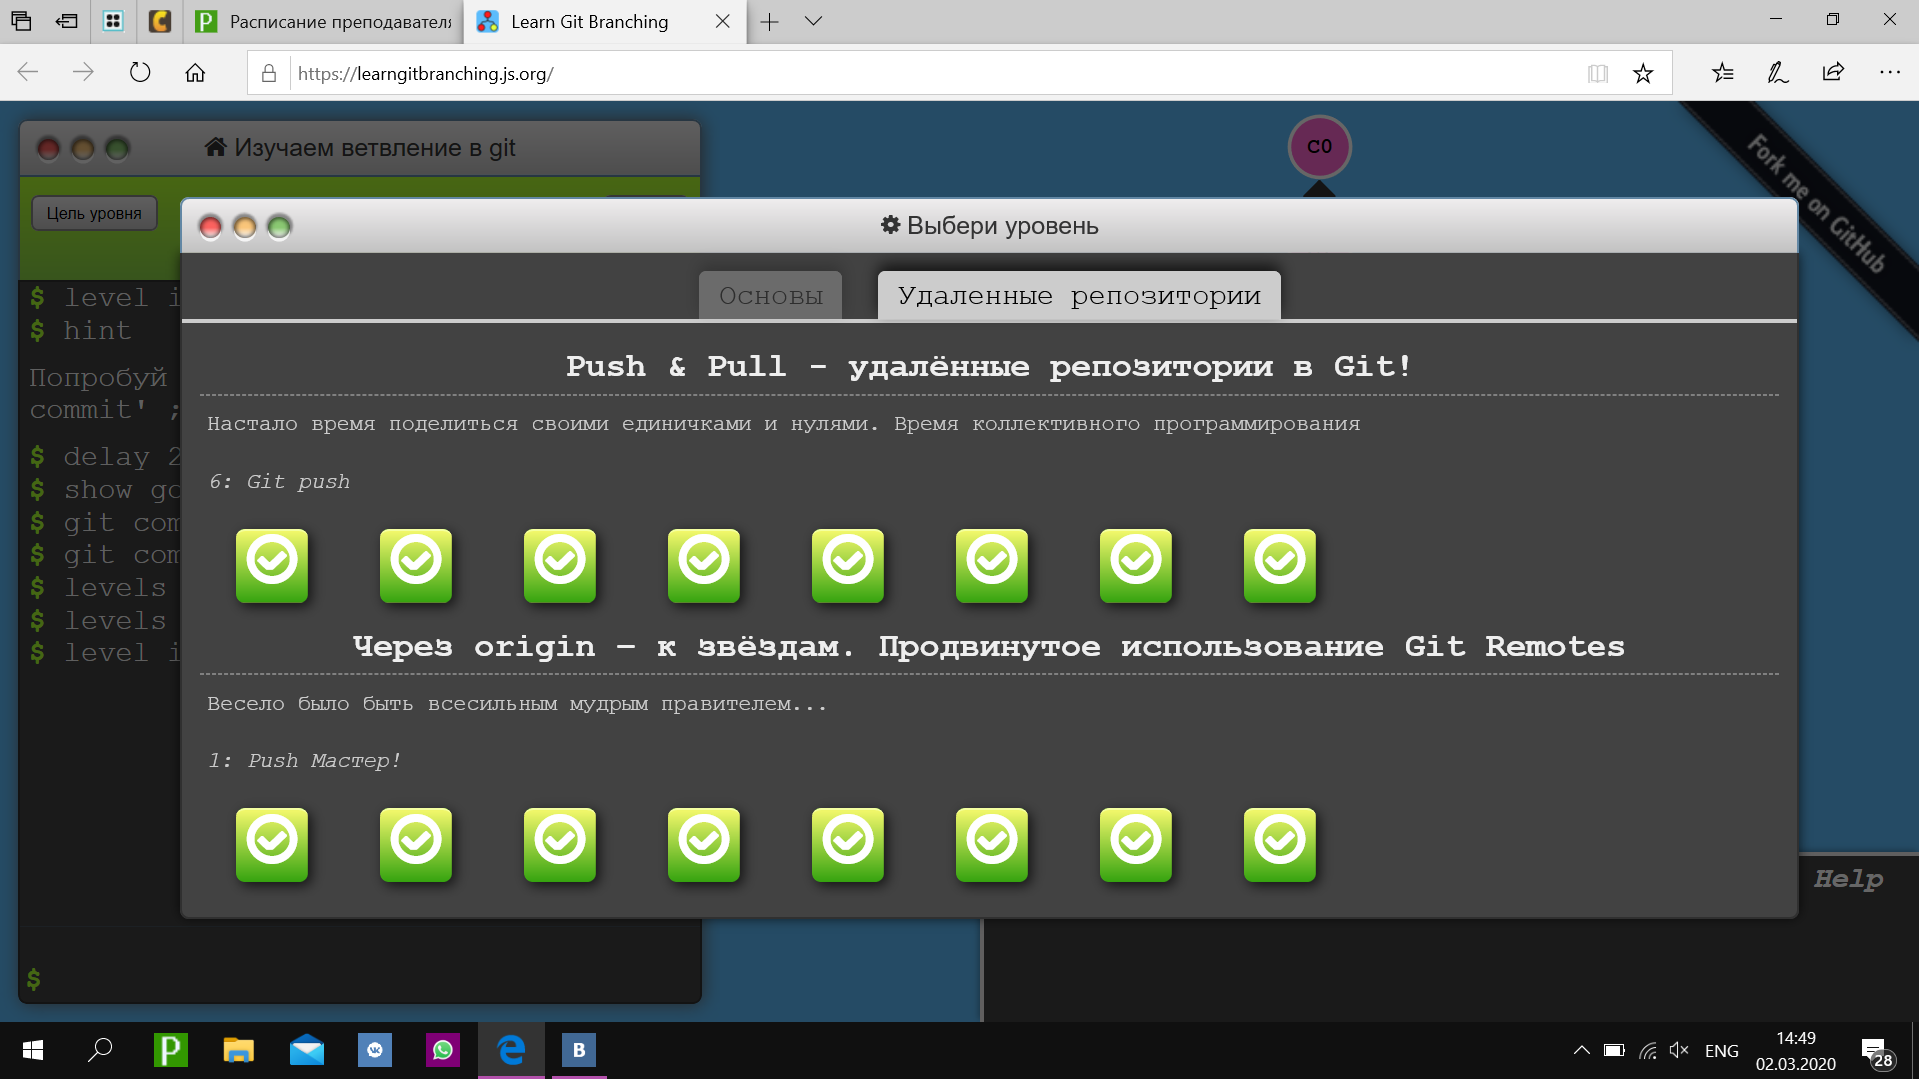 Расписание преподавателя
Learn Git Branching
https://learngitbranching.js.org/
Изучаем ветвление в git
C0
Fork me on GitHub
Цель уровня
Выбери уровень
Основы
Удаленные репозитории
$ level i
$ hint
Попробуй
commit' ;
$ delay 2
$ show go
$ git com
$ git com
$ levels
$ levels
$ level i
$
Push & Pull - удалённые репозитории в Git!
Настало время поделиться своими единичками и нулями. Время коллективного программирования
6: Git push
Через origin – к звёздам. Продвинутое использование Git Remotes
Весело было быть всесильным мудрым правителем...
1: Push Мастер!
Help
ENG
14:49
02.03.2020
28